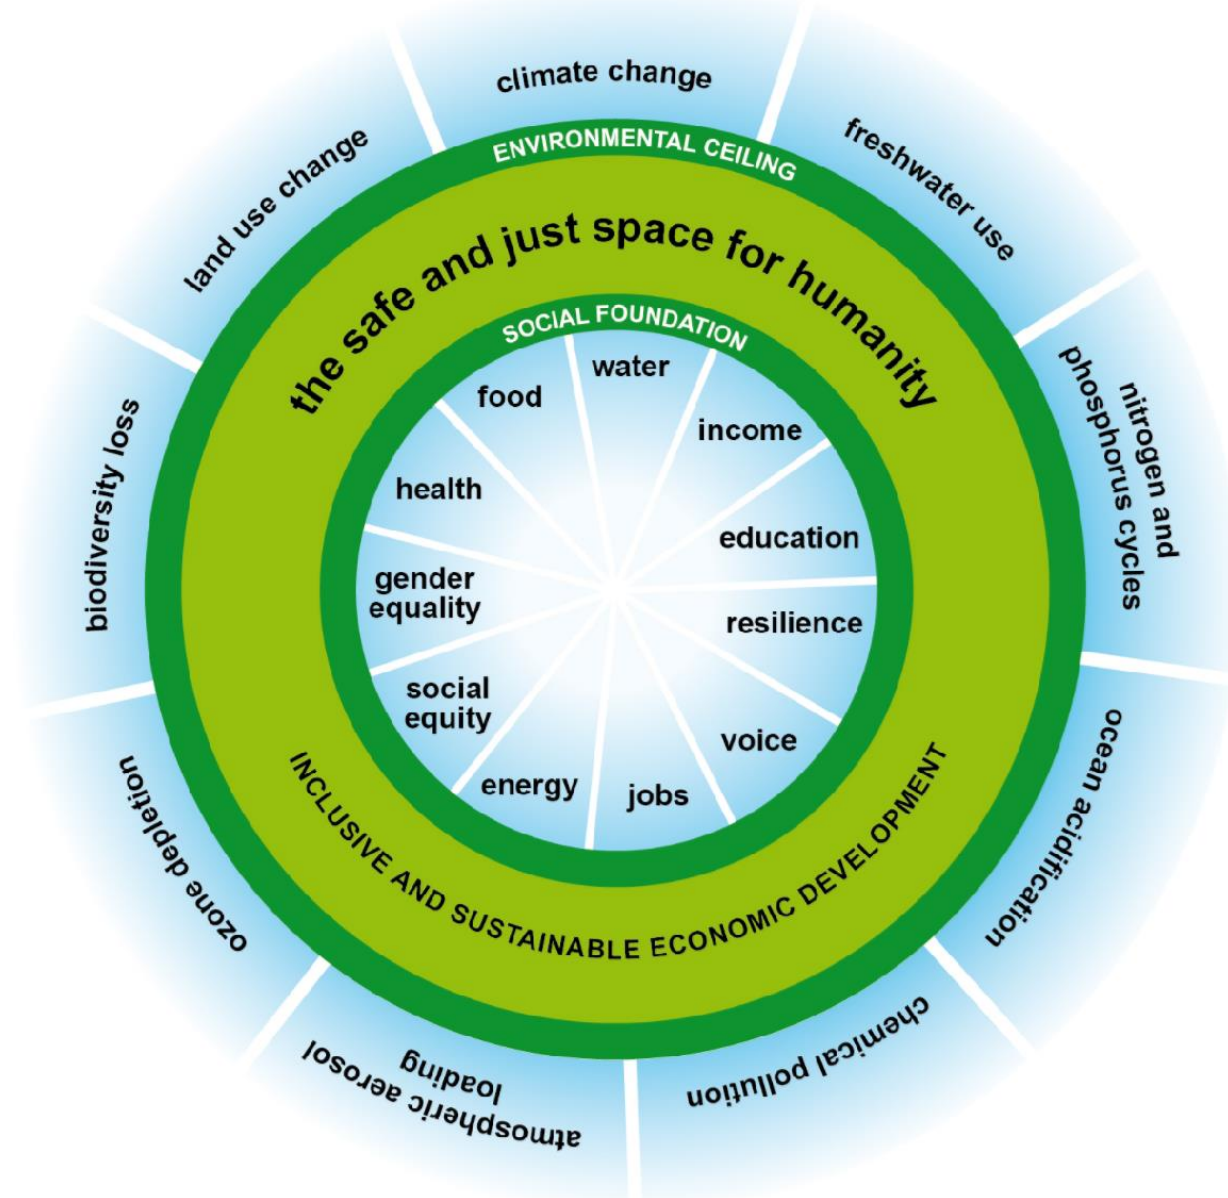 climate change
freshwater use
nitrogen and
phosphorus cycles
ocean acidification
chemical pollution
atmospheric aerosol
loading
ozone depletion
biodiversity loss
land use change
ENVIRONMENTAL CEILING
the safe and just space for humanity
SOCIAL FOUNDATION
water
income
education
resilience
voice
jobs
energy
social
equity
gender
equality
health
food
INCLUSIVE AND SUSTAINABLE ECONOMIC DEVELOPMENT